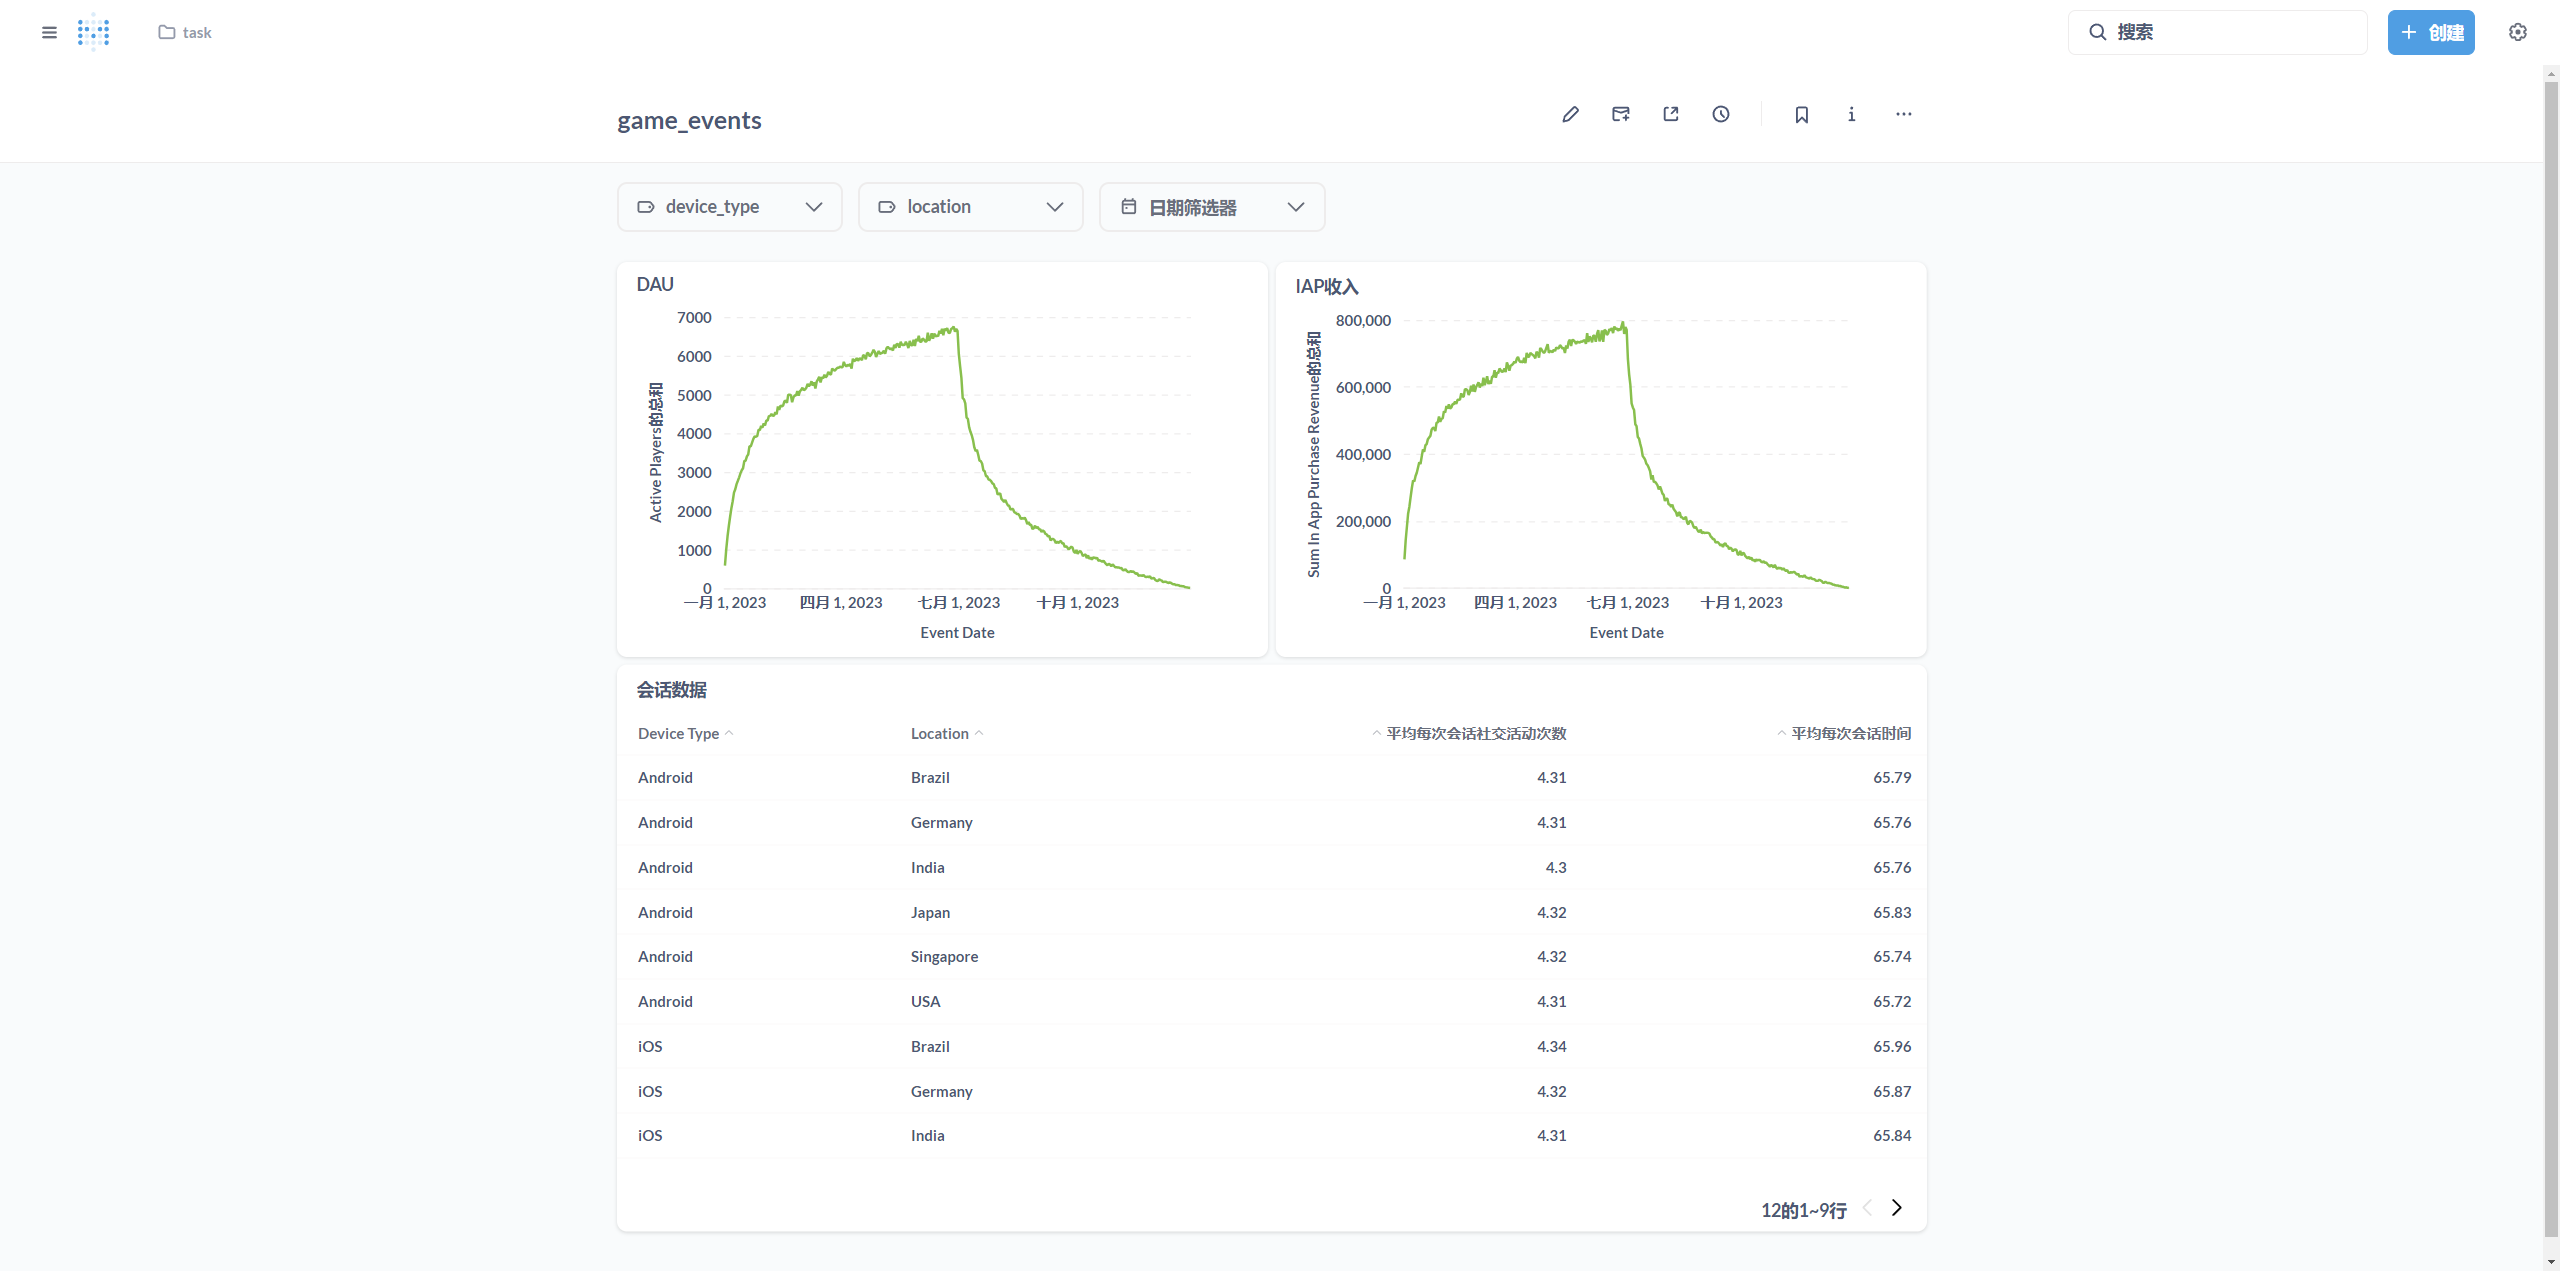 task
搜索
创建
game_events
device_type
location
日期筛选器
DAU
7000
6000
5000
4000
3000
2000
1000
0
Active Players的总和
一月 1, 2023
四月 1, 2023
七月 1, 2023
十月 1, 2023
Event Date
IAP收入
800,000
600,000
400,000
200,000
0
Sum In App Purchase Revenue的总和
一月 1, 2023
四月 1, 2023
七月 1, 2023
十月 1, 2023
Event Date
会话数据
Device Type Location 平均每次会话社交活动次数 平均每次会话时间
Android Brazil 4.31 65.79
Android Germany 4.31 65.76
Android India 4.3 65.76
Android Japan 4.32 65.83
Android Singapore 4.32 65.74
Android USA 4.31 65.72
iOS Brazil 4.34 65.96
iOS Germany 4.32 65.87
iOS India 4.31 65.84
12的1~9行